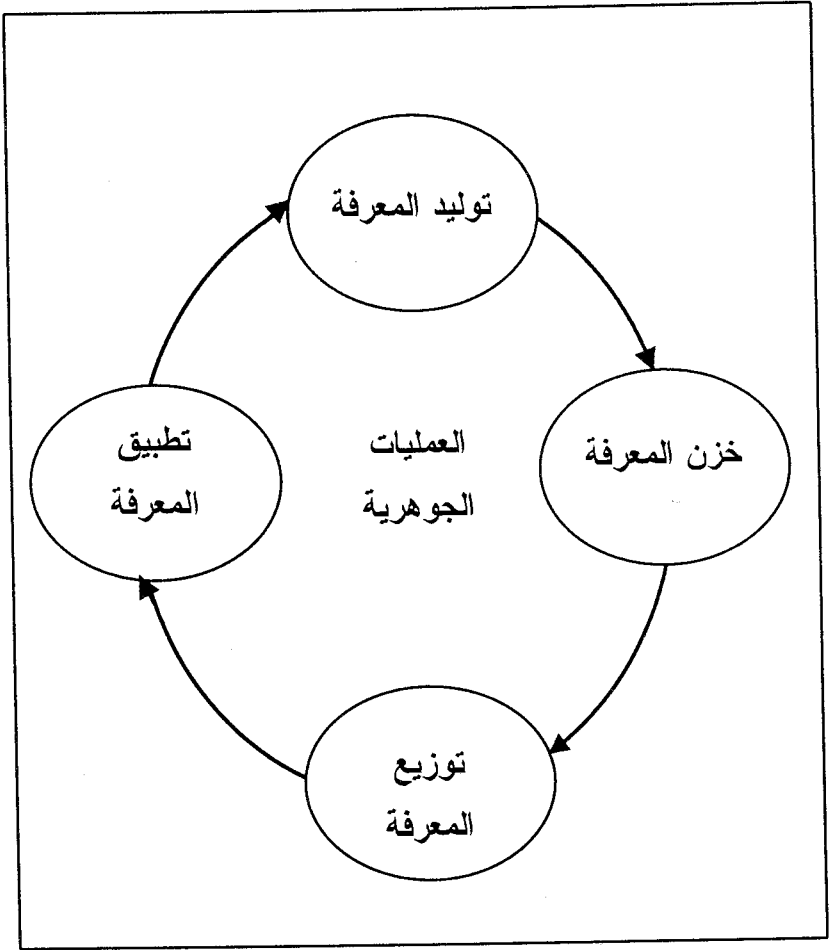 توليد المعرفة
خزن المعرفة
العمليات
الجوهرية
تطبيق
المعرفة
توزيع
المعرفة